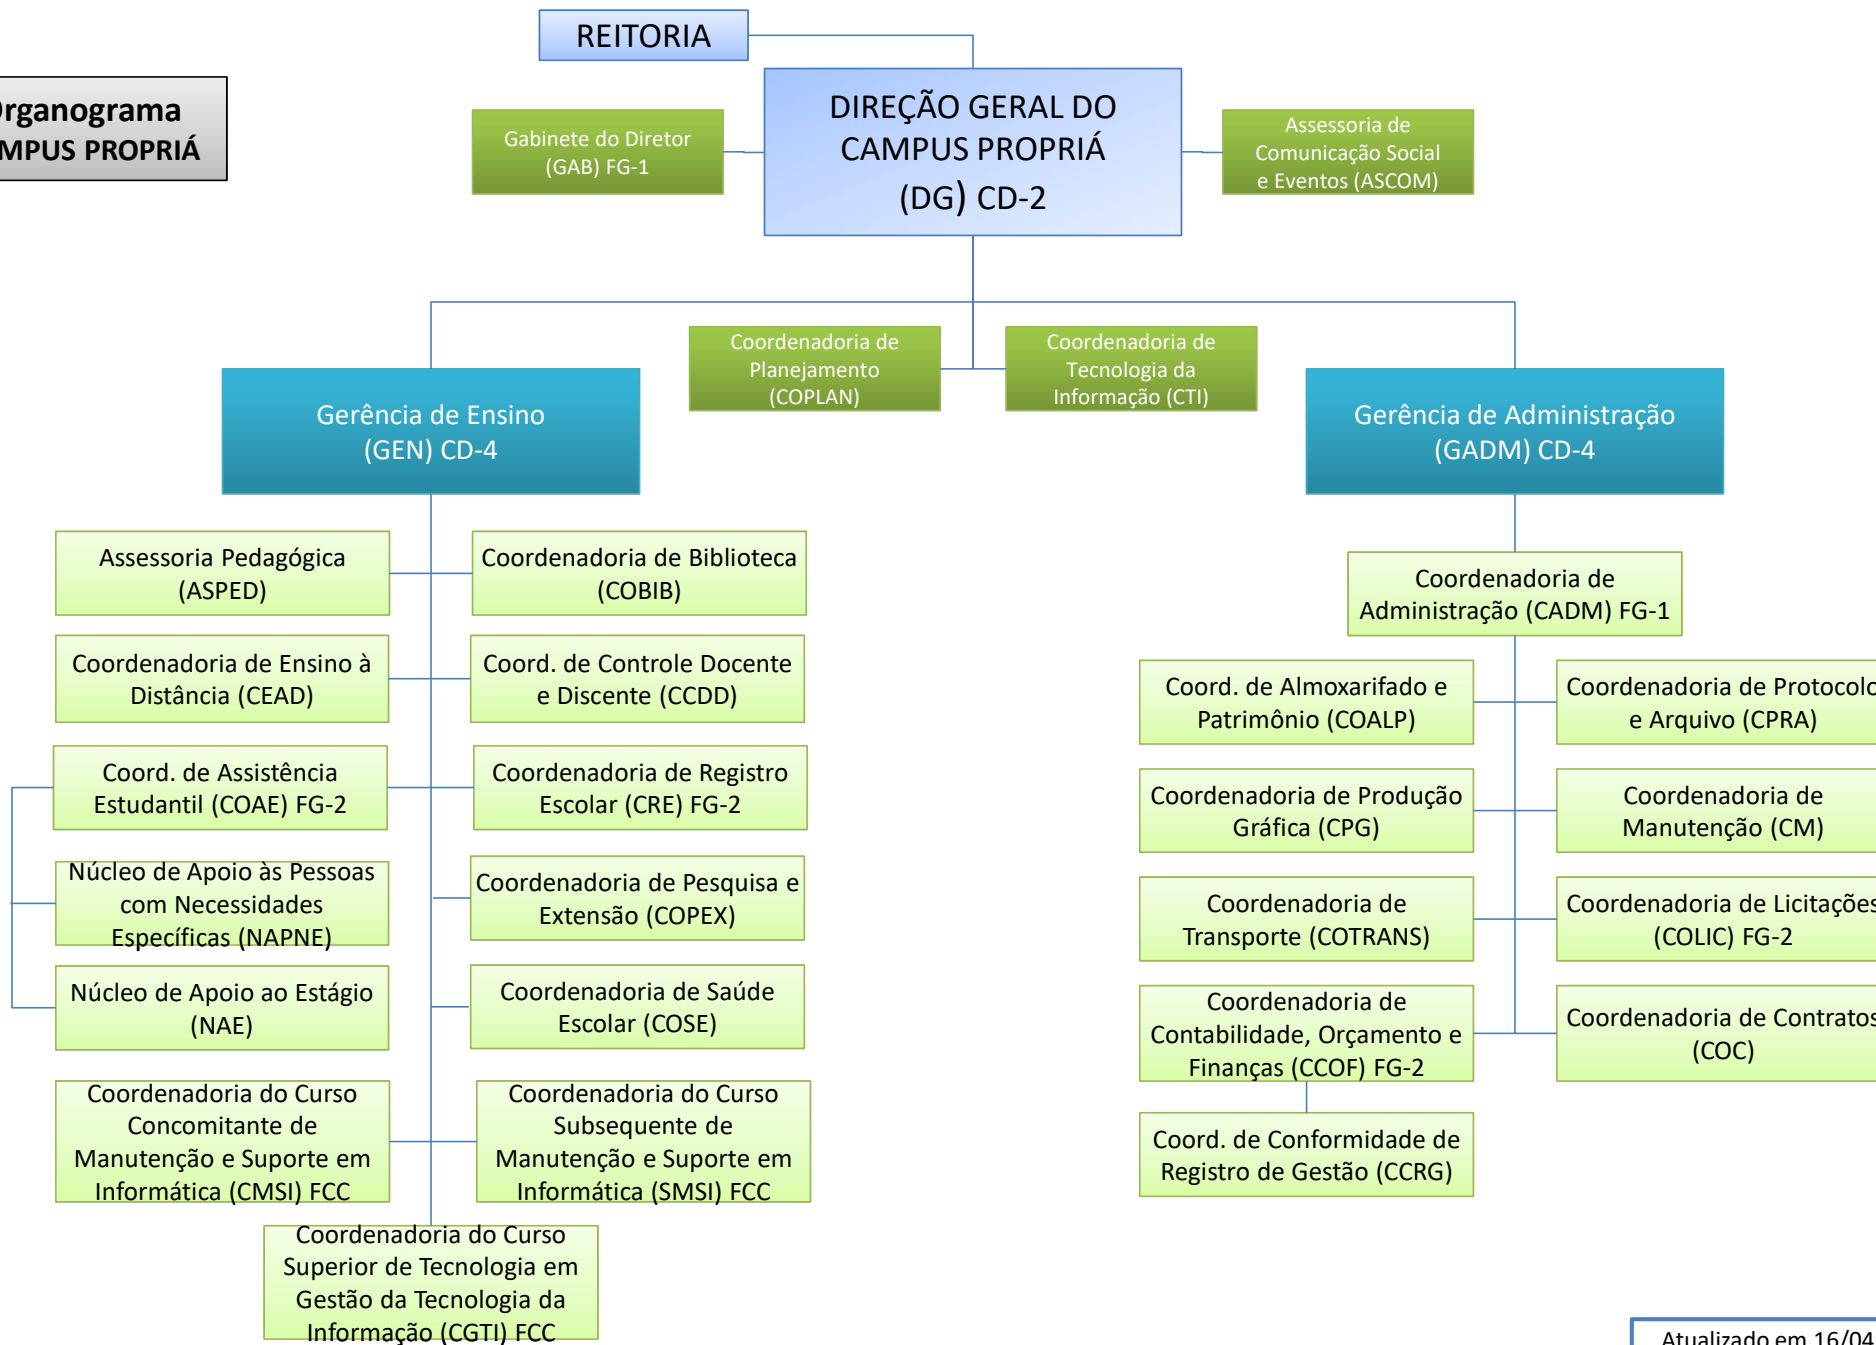 REITORIA
Organograma
CAMPUS PROPRIÁ
DIREÇÃO GERAL DO
CAMPUS PROPRIÁ
(DG) CD-2
Gabinete do Diretor
(GAB) FG-1
Assessoria de
Comunicação Social
e Eventos (ASCOM)
Coordenadoria de
Planejamento
(COPLAN)
Coordenadoria de
Tecnologia da
Informação (CTI)
Gerência de Ensino
(GEN) CD-4
Gerência de Administração
(GADM) CD-4
Assessoria Pedagógica
(ASPED)
Coordenadoria de Biblioteca
(COBIB)
Coordenadoria de Ensino à
Distância (CEAD)
Coord. de Controle Docente
e Discente (CCDD)
Coord. de Assistência
Estudantil (COAE) FG-2
Coordenadoria de Registro
Escolar (CRE) FG-2
Núcleo de Apoio às Pessoas
com Necessidades
Específicas (NAPNE)
Coordenadoria de Pesquisa e
Extensão (COPEX)
Núcleo de Apoio ao Estágio
(NAE)
Coordenadoria de Saúde
Escolar (COSE)
Coordenadoria do Curso
Concomitante de
Manutenção e Suporte em
Informática (CMSI) FCC
Coordenadoria do Curso
Subsequente de
Manutenção e Suporte em
Informática (SMSI) FCC
Coordenadoria do Curso
Superior de Tecnologia em
Gestão da Tecnologia da
Informação (CGTI) FCC
Coordenadoria de
Administração (CADM) FG-1
Coord. de Almoxarifado e
Patrimônio (COALP)
Coordenadoria de Protocolo
e Arquivo (CPRA)
Coordenadoria de Produção
Gráfica (CPG)
Coordenadoria de
Manutenção (CM)
Coordenadoria de
Transporte (COTRANS)
Coordenadoria de Licitações
(COLIC) FG-2
Coordenadoria de
Contabilidade, Orçamento e
Finanças (CCOF) FG-2
Coordenadoria de Contratos
(COC)
Coord. de Conformidade de
Registro de Gestão (CCRG)
Atualizado em 16/04